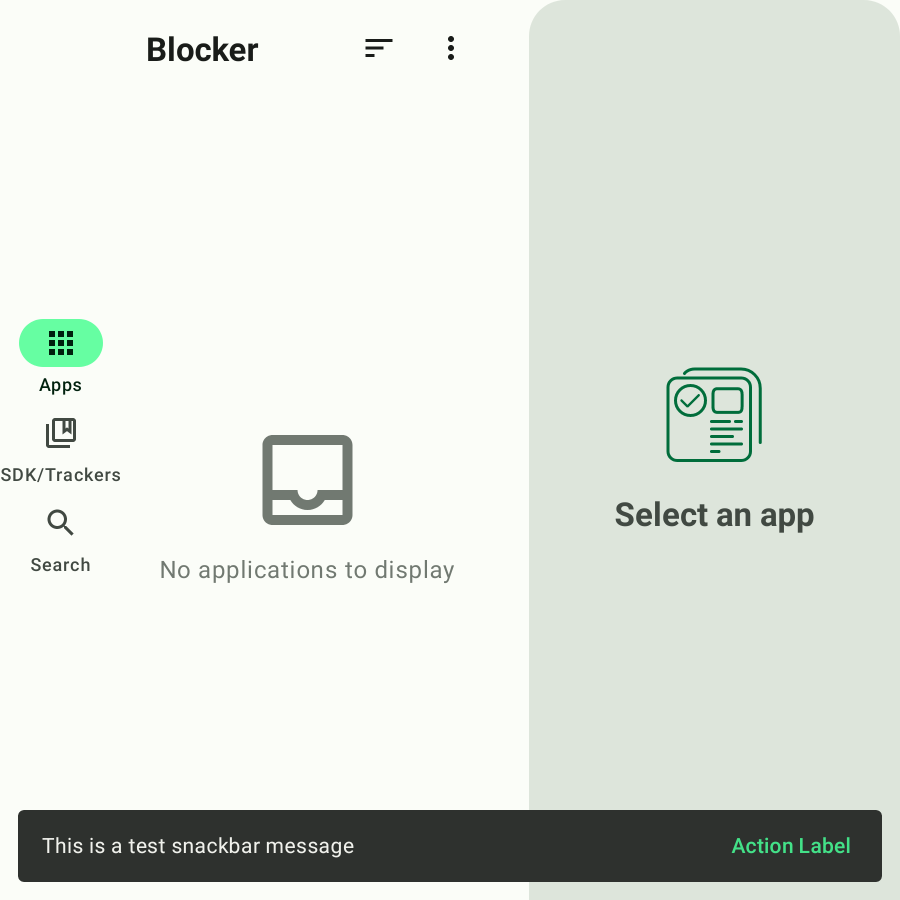 Blocker
Apps
SDK/Trackers
Search
No applications to display
Select an app
This is a test snackbar message
Action Label